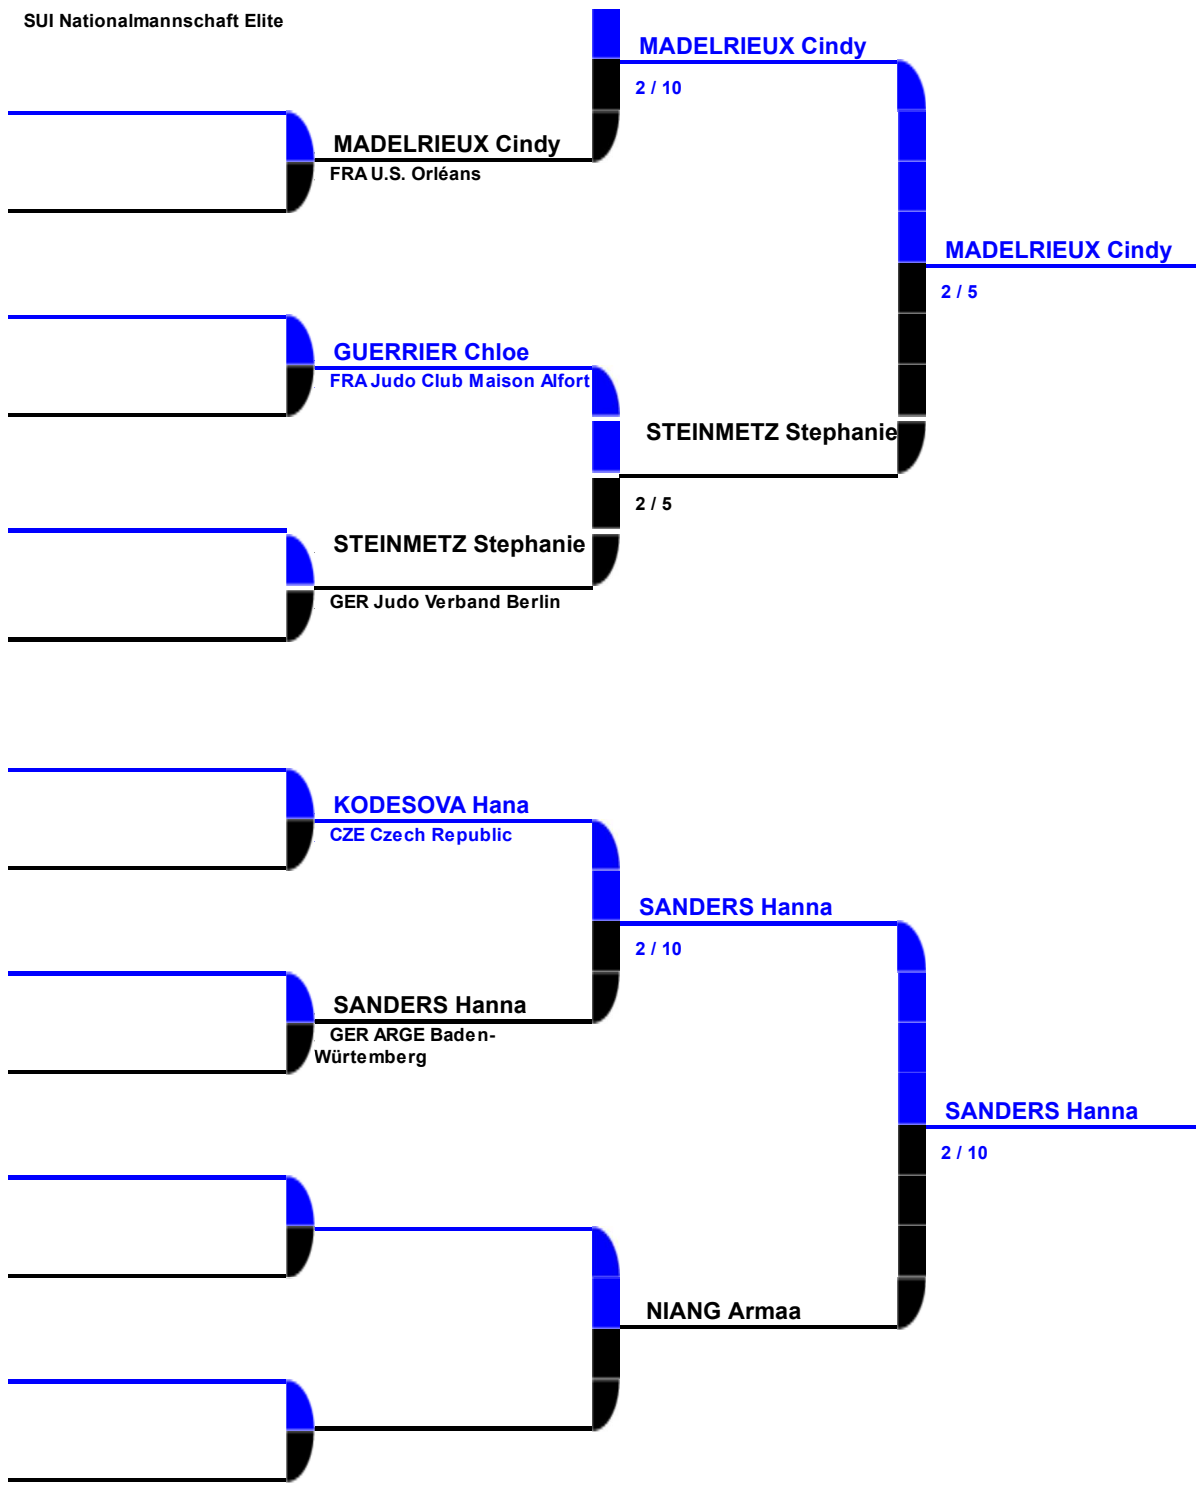 SUI Nationalmannschaft Elite
MADELRIEUX Cindy
2 / 10
MADELRIEUX Cindy
FRA U.S. Orléans
MADELRIEUX Cindy
2 / 5
GUERRIER Chloe
FRA Judo Club Maison Alfort
STEINMETZ Stephanie
2 / 5
STEINMETZ Stephanie
GER Judo Verband Berlin
KODESOVA Hana
CZE Czech Republic
SANDERS Hanna
2 / 10
SANDERS Hanna
GER ARGE Baden-
Würtemberg
SANDERS Hanna
2 / 10
NIANG Armaa